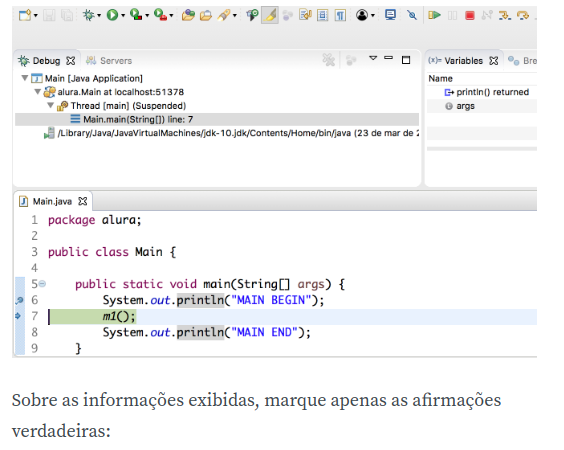 Debug
Servers
Main [Java Application]
alura.Main at localhost:51378
Thread [main] (Suspended)
Main.main(String[]) line: 7
/Library/Java/JavaVirtualMachines/jdk-10.jdk/Contents/Home/bin/java (23 de mar de
(x)= Variables
Bre
Name
println() returned
args
Main.java
1 package alura;
2
3 public class Main {
4
5 public static void main(String[] args) {
6 System.out.println("MAIN BEGIN");
7 m1();
8 System.out.println("MAIN END");
9 }
Sobre as informações exibidas, marque apenas as afirmações
verdadeiras: